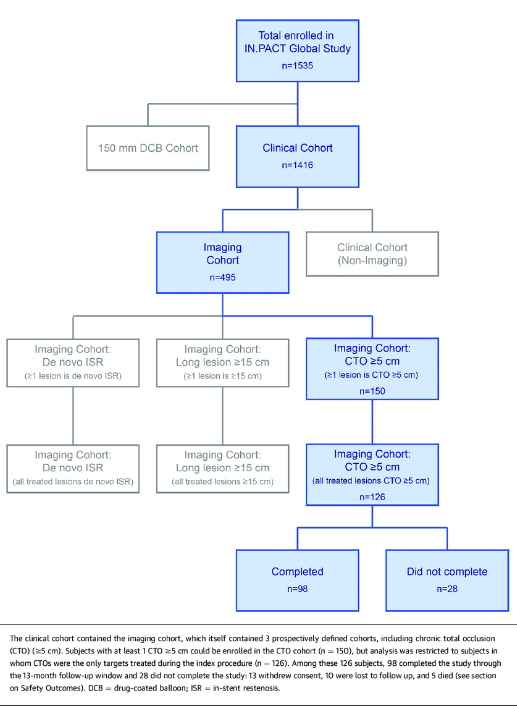 Total enrolled in
IN.PACT Global Study
n=1535
150 mm DCB Cohort
Clinical Cohort
n=1416
Imaging
Cohort
n=495
Clinical Cohort
(Non-Imaging)
Imaging Cohort:
De novo ISR
(≥1 lesion is de novo ISR)
Imaging Cohort:
Long lesion ≥15 cm
(≥1 lesion is ≥15 cm)
Imaging Cohort:
CTO ≥5 cm
(≥1 lesion is CTO ≥5 cm)
n=150
Imaging Cohort:
De novo ISR
(all treated lesions de novo ISR)
Imaging Cohort:
Long lesion ≥15 cm
(all treated lesions ≥15 cm)
Imaging Cohort:
CTO ≥5 cm
(all treated lesions CTO ≥5 cm)
n=126
Completed
n=98
Did not complete
n=28
The clinical cohort contained the imaging cohort, which itself contained 3 prospectively defined cohorts, including chronic total occlusion
(CTO) (≥5 cm). Subjects with at least 1 CTO ≥5 cm could be enrolled in the CTO cohort (n = 150), but analysis was restricted to subjects in
whom CTOs were the only targets treated during the index procedure (n = 126). Among these 126 subjects, 98 completed the study through
the 13-month follow-up window and 28 did not complete the study: 13 withdrew consent, 10 were lost to follow up, and 5 died (see section
on Safety Outcomes). DCB = drug-coated balloon; ISR = in-stent restenosis.